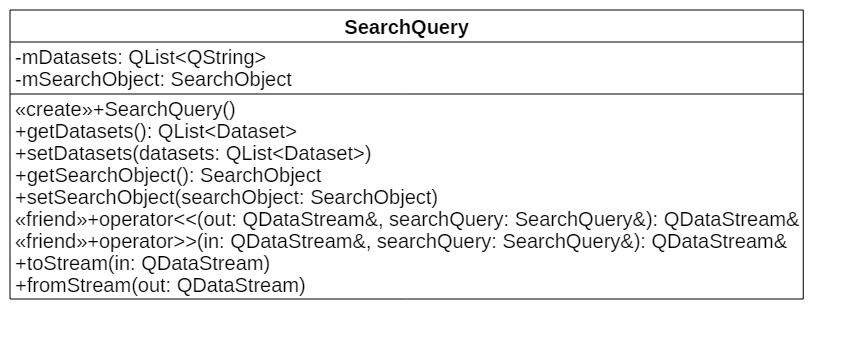 SearchQuery
-mDatasets: QList<QString>
-mSearchObject: SearchObject
«create»+SearchQuery()
+getDatasets(): QList<Dataset>
+setDatasets(datasets: QList<Dataset>)
+getSearchObject(): SearchObject
+setSearchObject(searchObject: SearchObject)
«friend»+operator<<(out: QDataStream&, searchQuery: SearchQuery&): QDataStream&
«friend»+operator>>(in: QDataStream&, searchQuery: SearchQuery&): QDataStream&
+toStream(in: QDataStream)
+fromStream(out: QDataStream)